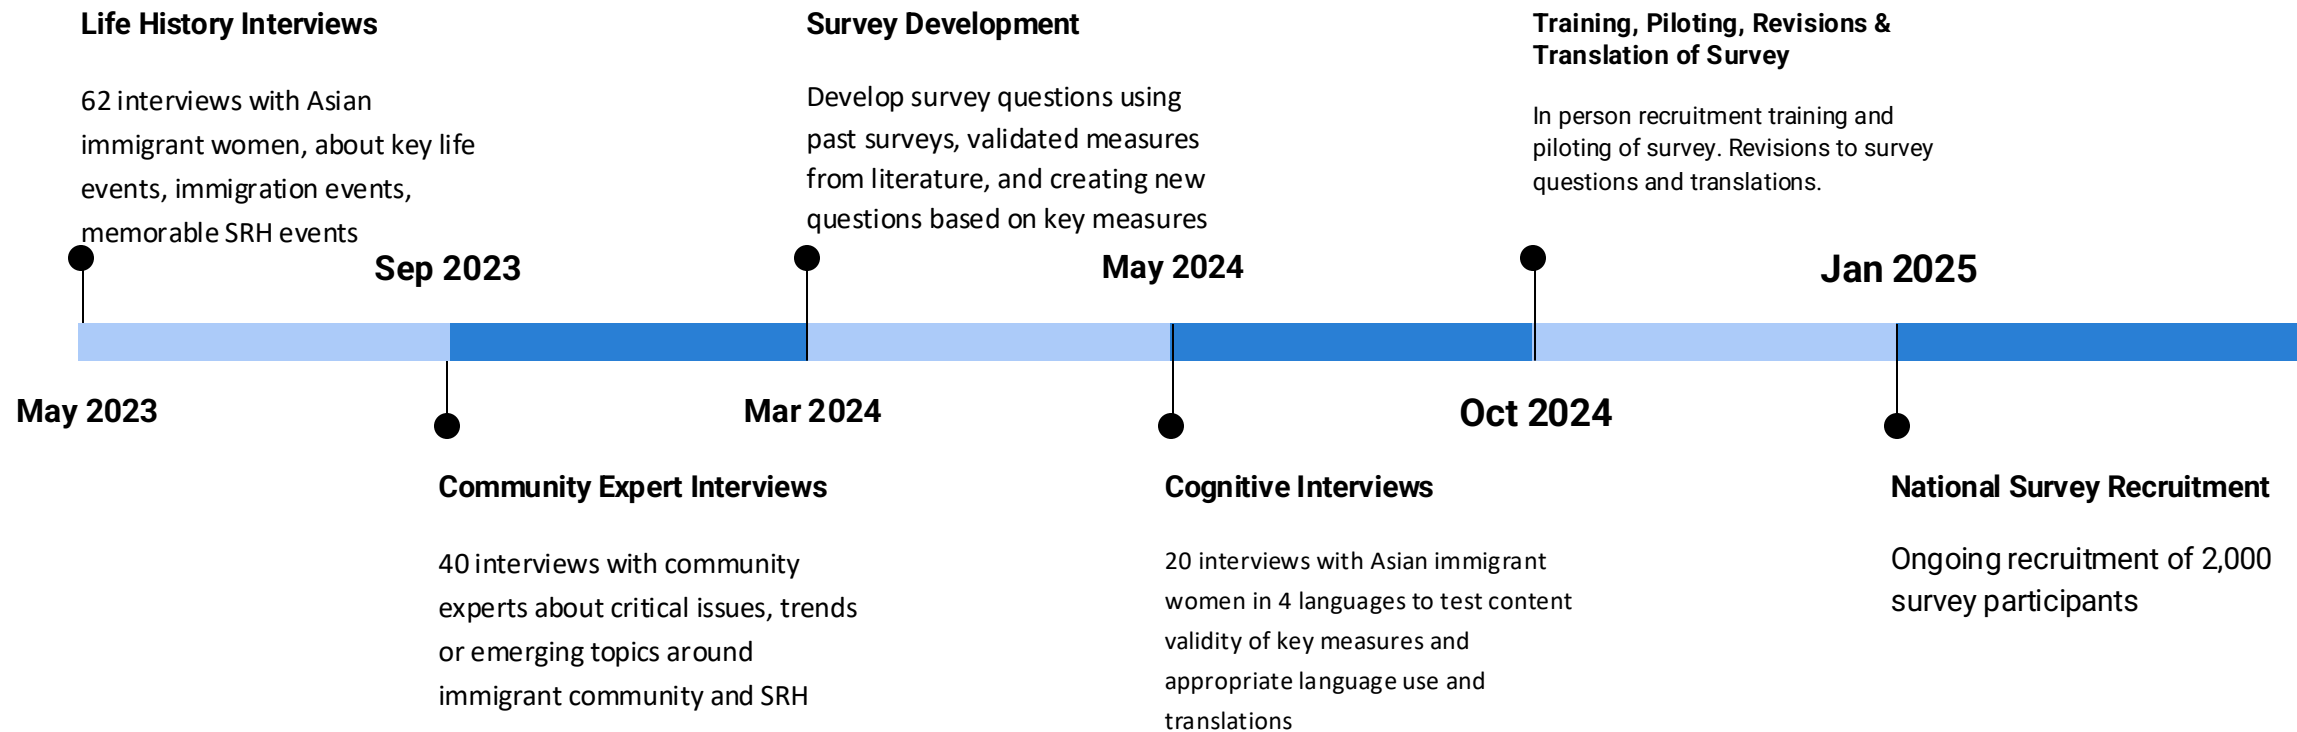 Life History Interviews
62 interviews with Asian
immigrant women, about key life
events, immigration events,
memorable SRH events
Survey Development
Develop survey questions using
past surveys, validated measures
from literature, and creating new
questions based on key measures
Training, Piloting, Revisions &
Translation of Survey
In person recruitment training and
piloting of survey. Revisions to survey
questions and translations.
Sep 2023
May 2024
Jan 2025
May 2023
Mar 2024
Oct 2024
Community Expert Interviews
40 interviews with community
experts about critical issues, trends
or emerging topics around
immigrant community and SRH
Cognitive Interviews
20 interviews with Asian immigrant
women in 4 languages to test content
validity of key measures and
appropriate language use and
translations
National Survey Recruitment
Ongoing recruitment of 2,000
survey participants